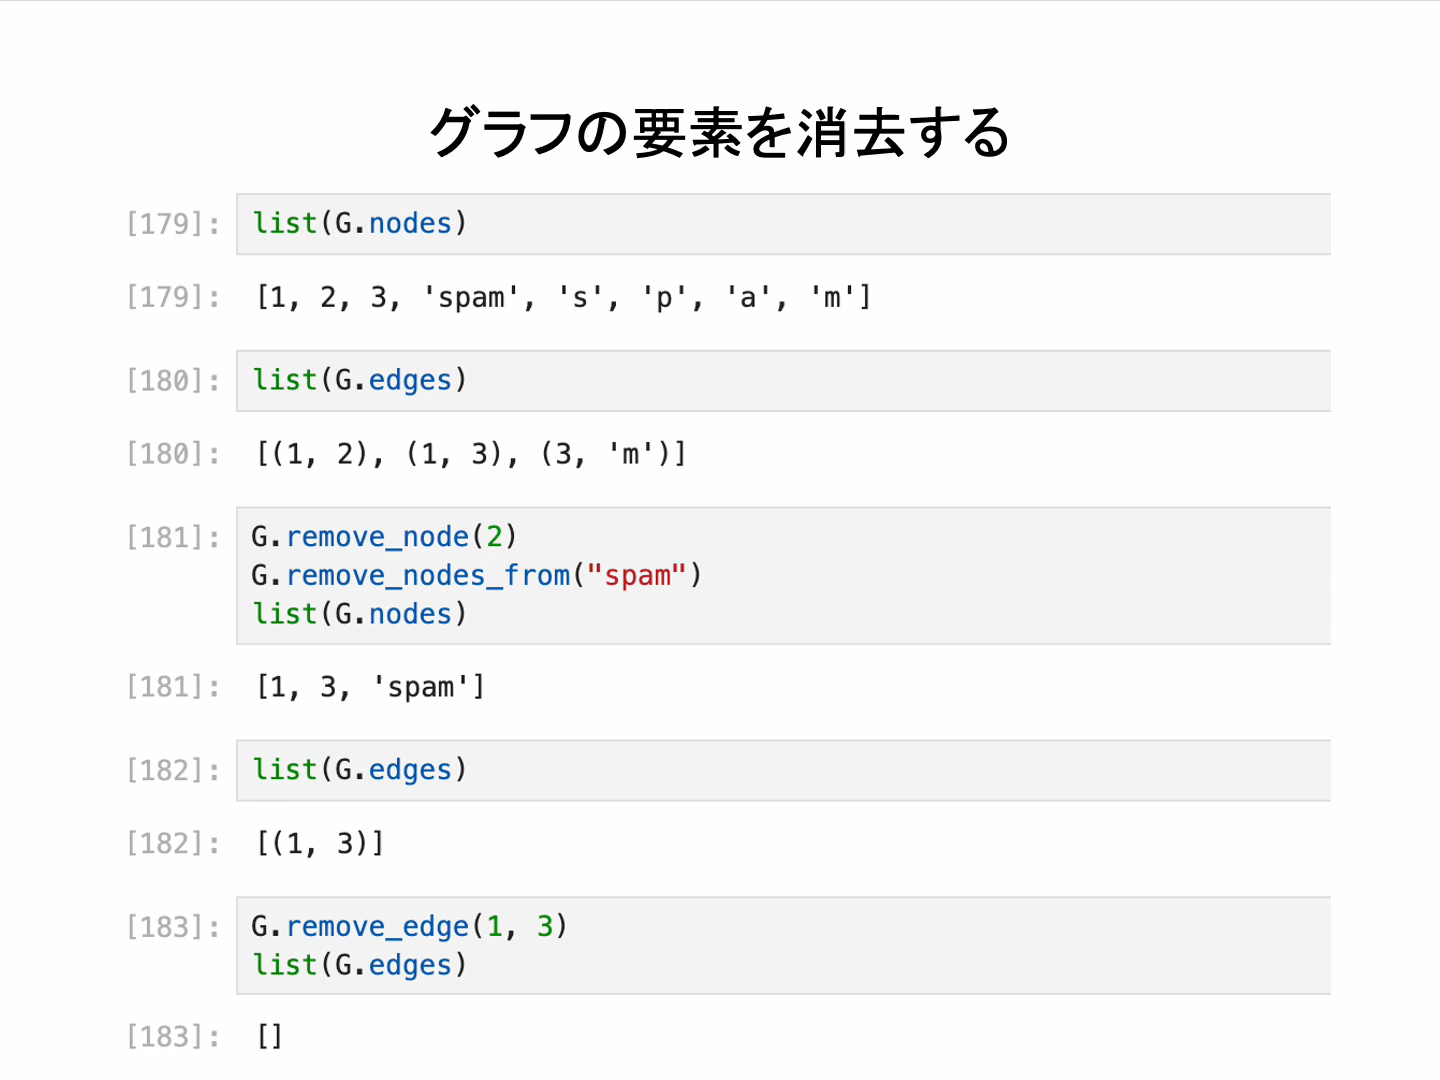 グラフの要素を消去する
[179]: list(G.nodes)
[179]: [1, 2, 3, 'spam', 's', 'p', 'a', 'm']
[180]: list(G.edges)
[180]: [(1, 2), (1, 3), (3, 'm')]
[181]: G.remove_node(2)
G.remove_nodes_from("spam")
list(G.nodes)
[181]: [1, 3, 'spam']
[182]: list(G.edges)
[182]: [(1, 3)]
[183]: G.remove_edge(1, 3)
list(G.edges)
[183]: []